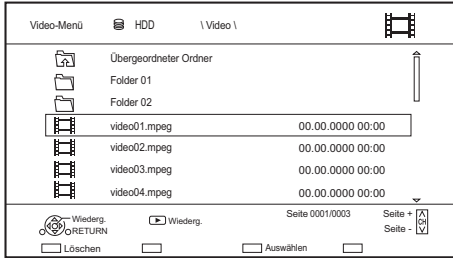 Video-Menü HDD \ Video \
Übergeordneter Ordner
Folder 01
Folder 02
video01.mpeg 00.00.0000 00:00
video02.mpeg 00.00.0000 00:00
video03.mpeg 00.00.0000 00:00
video04.mpeg 00.00.0000 00:00
Wiederg. Wiederg. Seite 0001/0003 Seite +
CH
RETURN Seite -
Löschen Auswählen